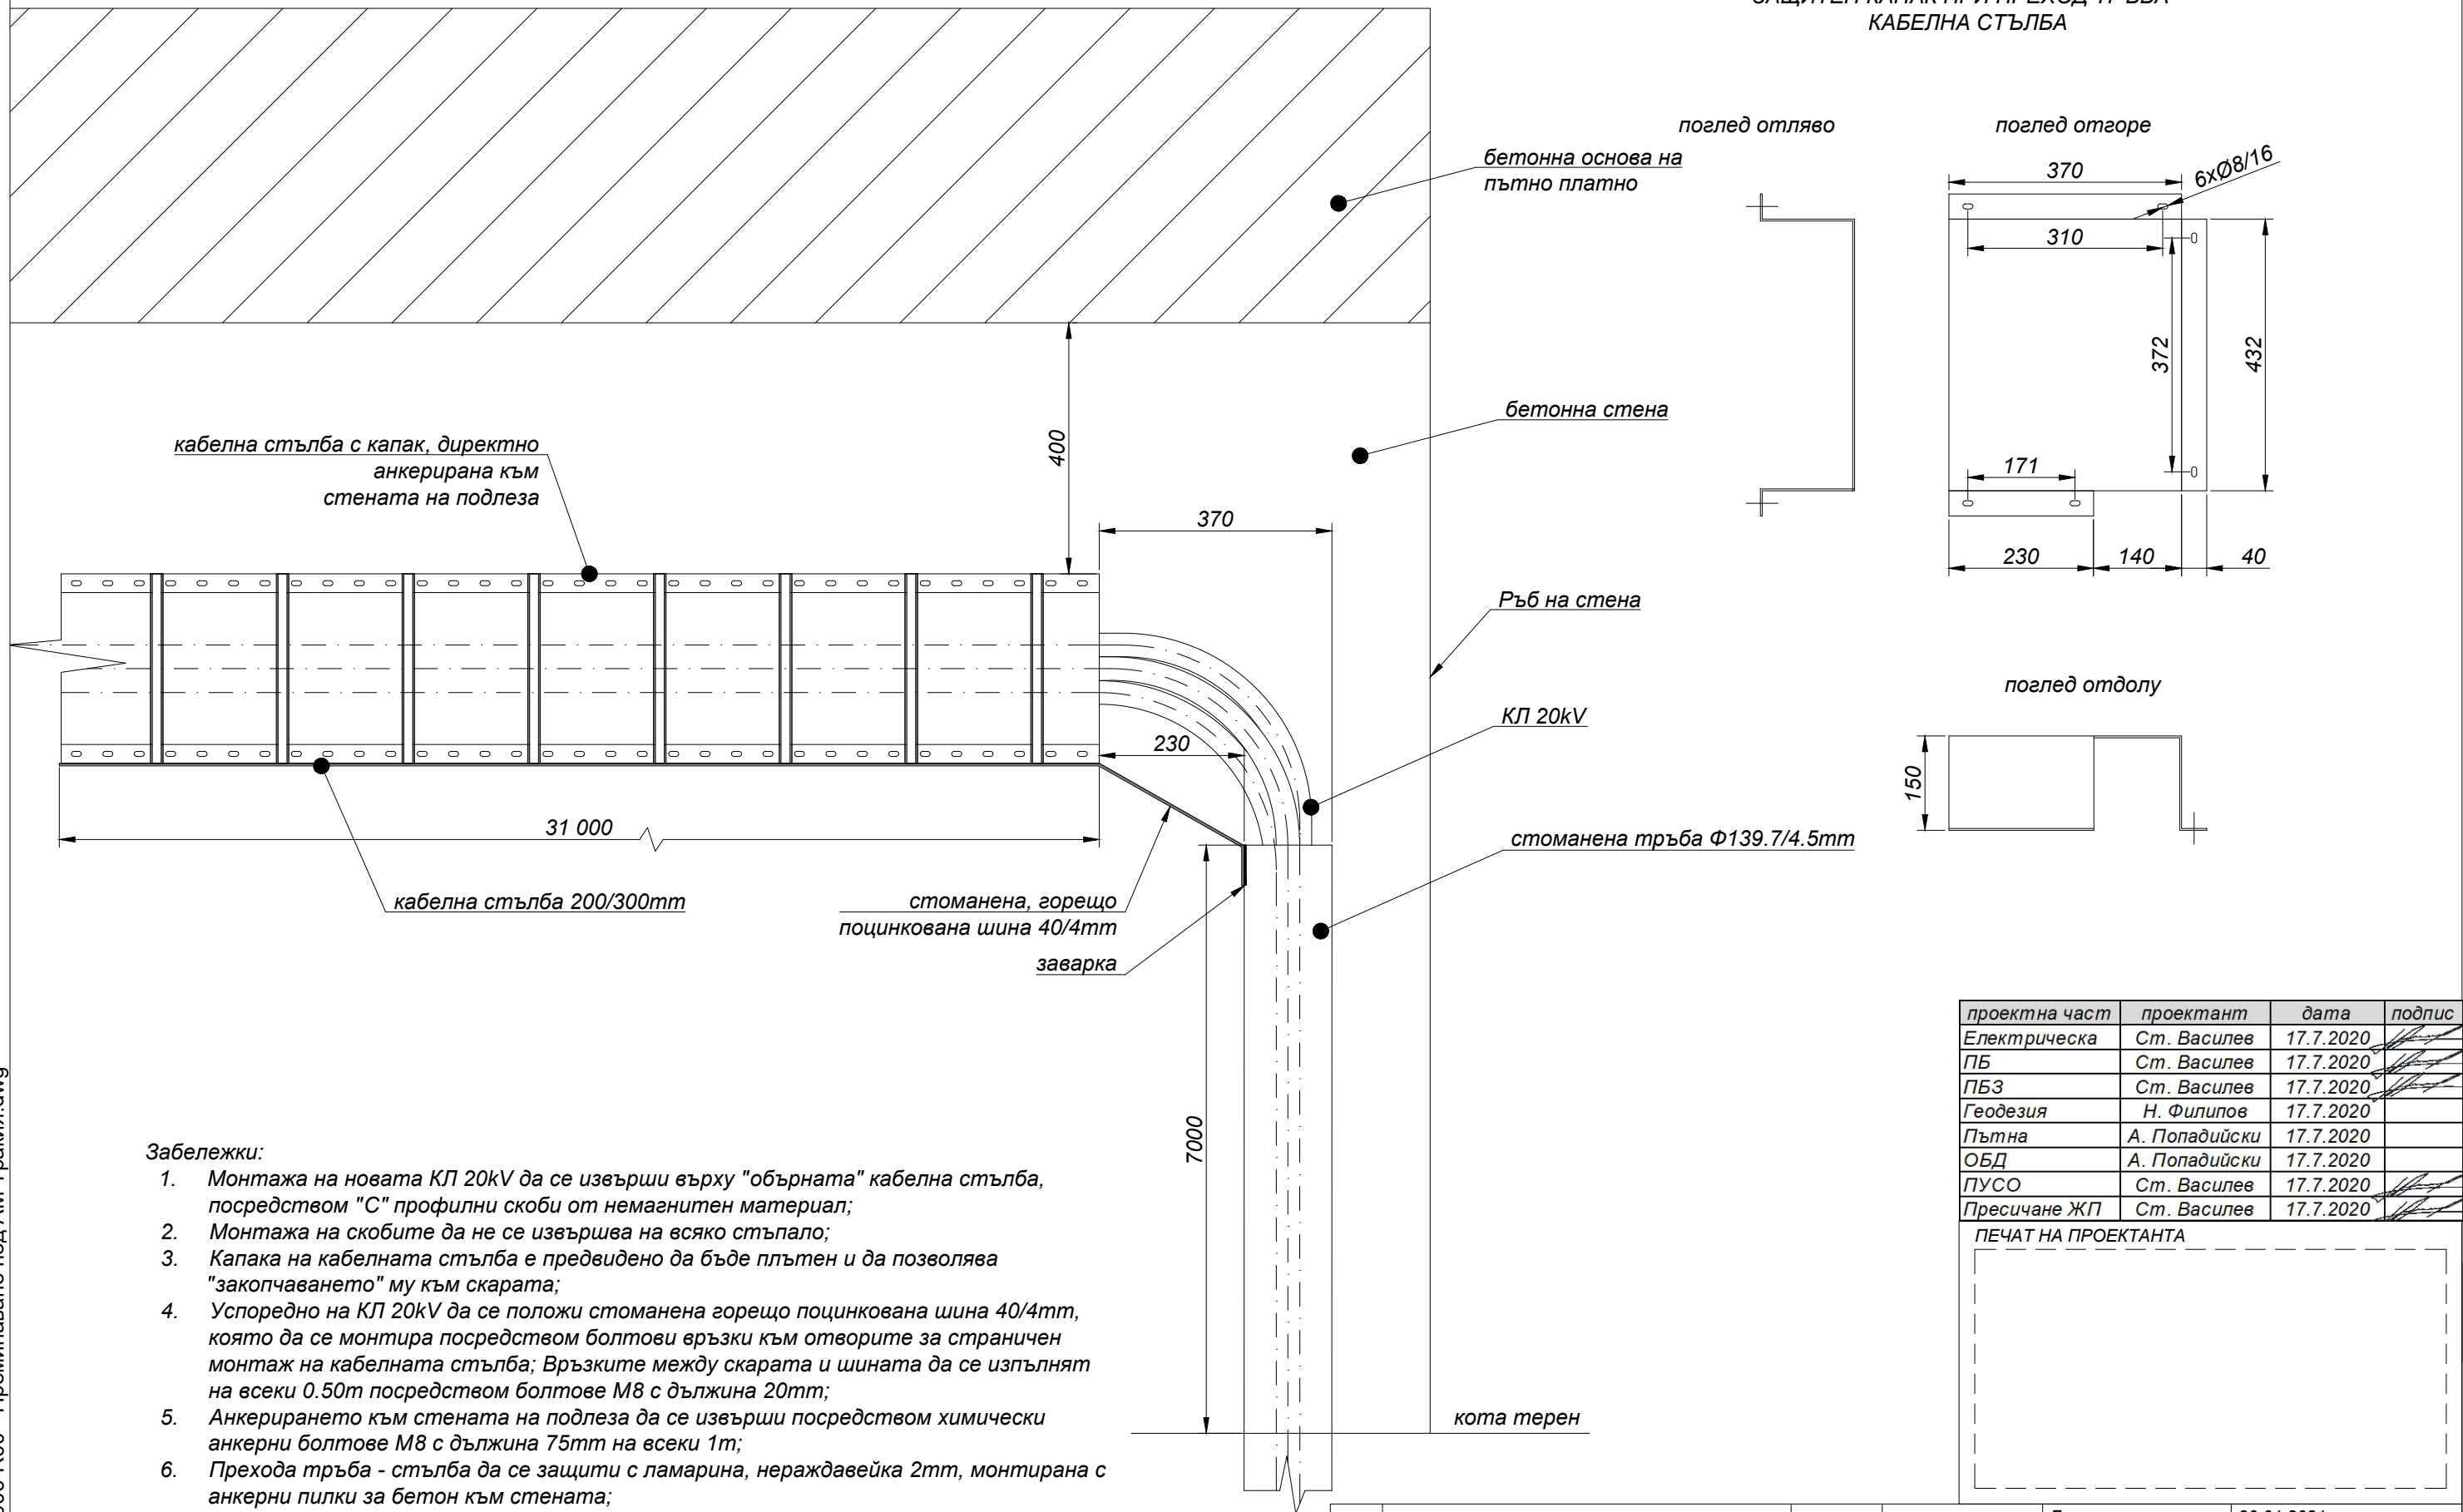 КАБЕЛНА СТЪЛБА
поглед отляво
поглед отгоре
бетонна основа на
пътно платно
370
6xØ8/16
310
372
432
171
230
140
40
бетонна стена
400
кабелна стълба с капак, директно
анкерирана към
стената на подлеза
370
Ръб на стена
КЛ 20kV
поглед отдолу
150
230
31 000
стоманена тръба Ф139.7/4.5mm
кабелна стълба 200/300mm
стоманена, горещо
поцинкована шина 40/4mm
заварка
7000
кота терен
Забележки:
1. Монтажа на новата КЛ 20kV да се извърши върху "обърната" кабелна стълба,
посредством "С" профилни скоби от немагнитен материал;
2. Монтажа на скобите да не се извършва на всяко стъпало;
3. Капака на кабелната стълба е предвидено да бъде плътен и да позволява
"закопчаването" му към скарата;
4. Успоредно на КЛ 20kV да се положи стоманена горещо поцинкована шина 40/4mm,
която да се монтира посредством болтови връзки към отворите за страничен
монтаж на кабелната стълба; Връзките между скарата и шината да се изпълнят
на всеки 0.50m посредством болтове М8 с дължина 20mm;
5. Анкерирането към стената на подлеза да се извърши посредством химически
анкерни болтове М8 с дължина 75mm на всеки 1m;
6. Прехода тръба - стълба да се защити с ламарина, нераждавейка 2mm, монтирана с
анкерни пилки за бетон към стената;
проектна част проектант дата подпис
Електрическа Ст. Василев 17.7.2020
ПБ Ст. Василев 17.7.2020
ПБЗ Ст. Василев 17.7.2020
Геодезия Н. Филипов 17.7.2020
Пътна А. Попадийски 17.7.2020
ОБД А. Попадийски 17.7.2020
ПУСО Ст. Василев 17.7.2020
Пресичане ЖП Ст. Василев 17.7.2020
ПЕЧАТ НА ПРОЕКТАНТА